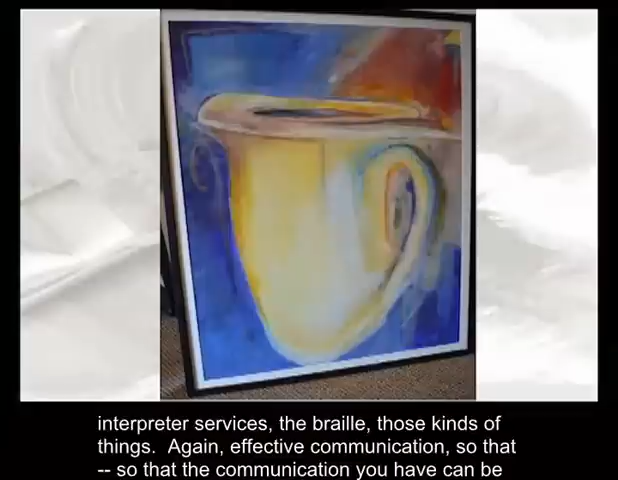 interpreter services, the braille, those kinds of
things.  Again, effective communication, so that
-- so that the communication you have can be